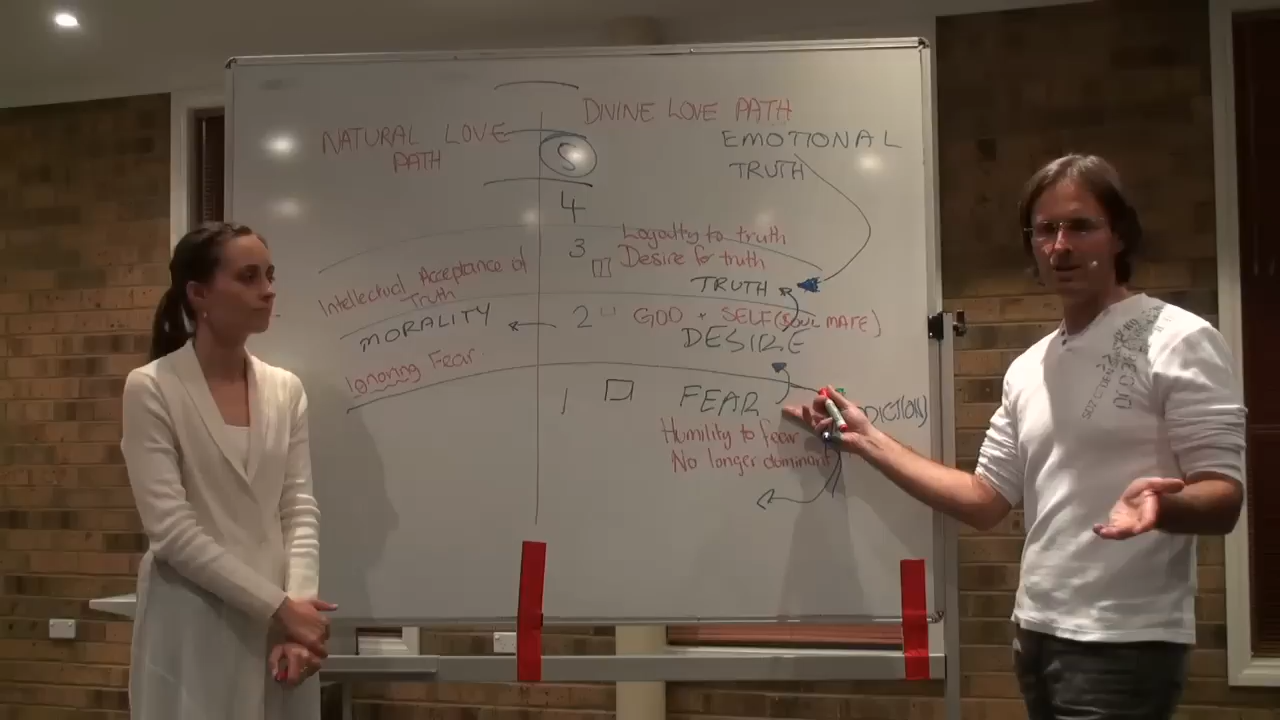 DIVINE LOVE PATH
NATURAL LOVE
PATH
EMOTIONAL
TRUTH
5
4
3
Loyalty to truth
Desire for truth
Intellectual Acceptance of
Truth
TRUTH
MORALITY
2
GOD + SELF (SOUL MATE)
DESIRE
Ignoring Fear
1
FEAR
DICTION)
Humility to fear
No longer dominant